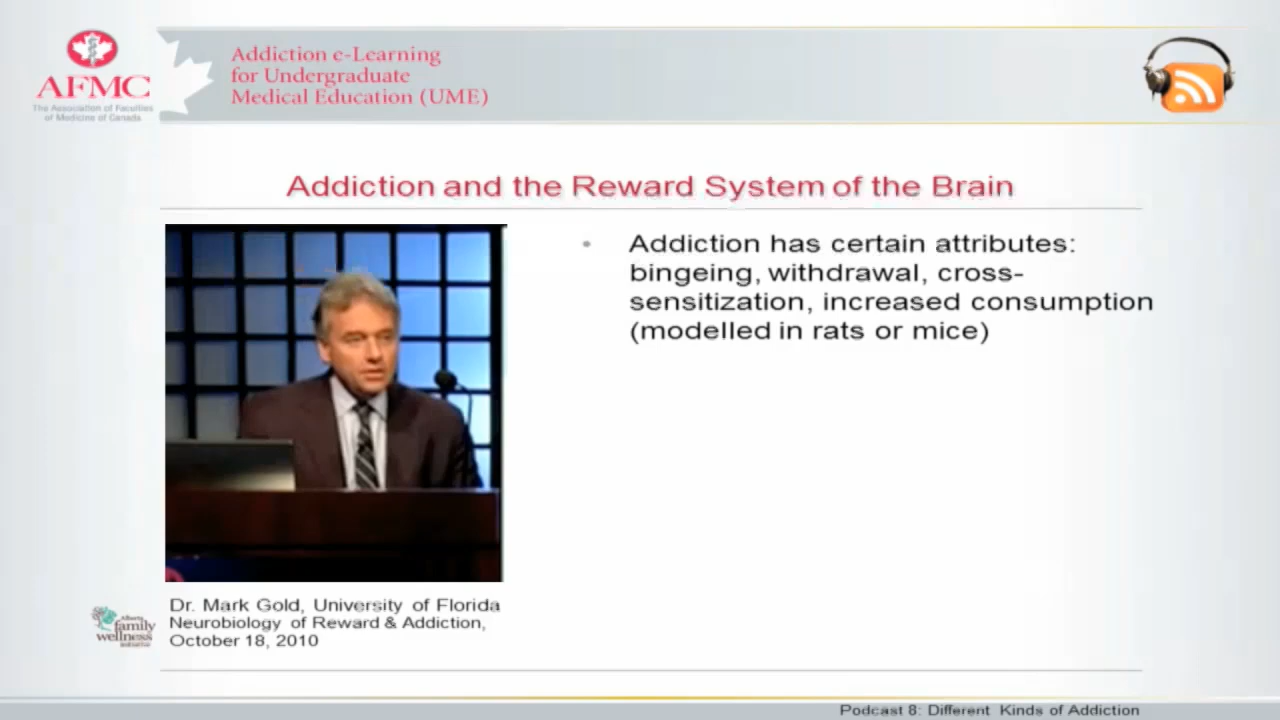 AFMC
The Association of Faculties
of Medicine of Canada
Addiction e-Learning
for Undergraduate
Medical Education (UME)
Addiction and the Reward System of the Brain
• Addiction has certain attributes:
bingeing, withdrawal, cross-
sensitization, increased consumption
(modelled in rats or mice)
Dr. Mark Gold, University of Florida
Neurobiology of Reward & Addiction,
October 18, 2010
Alberta
family
wellness
initiative
Podcast 8: Different Kinds of Addiction